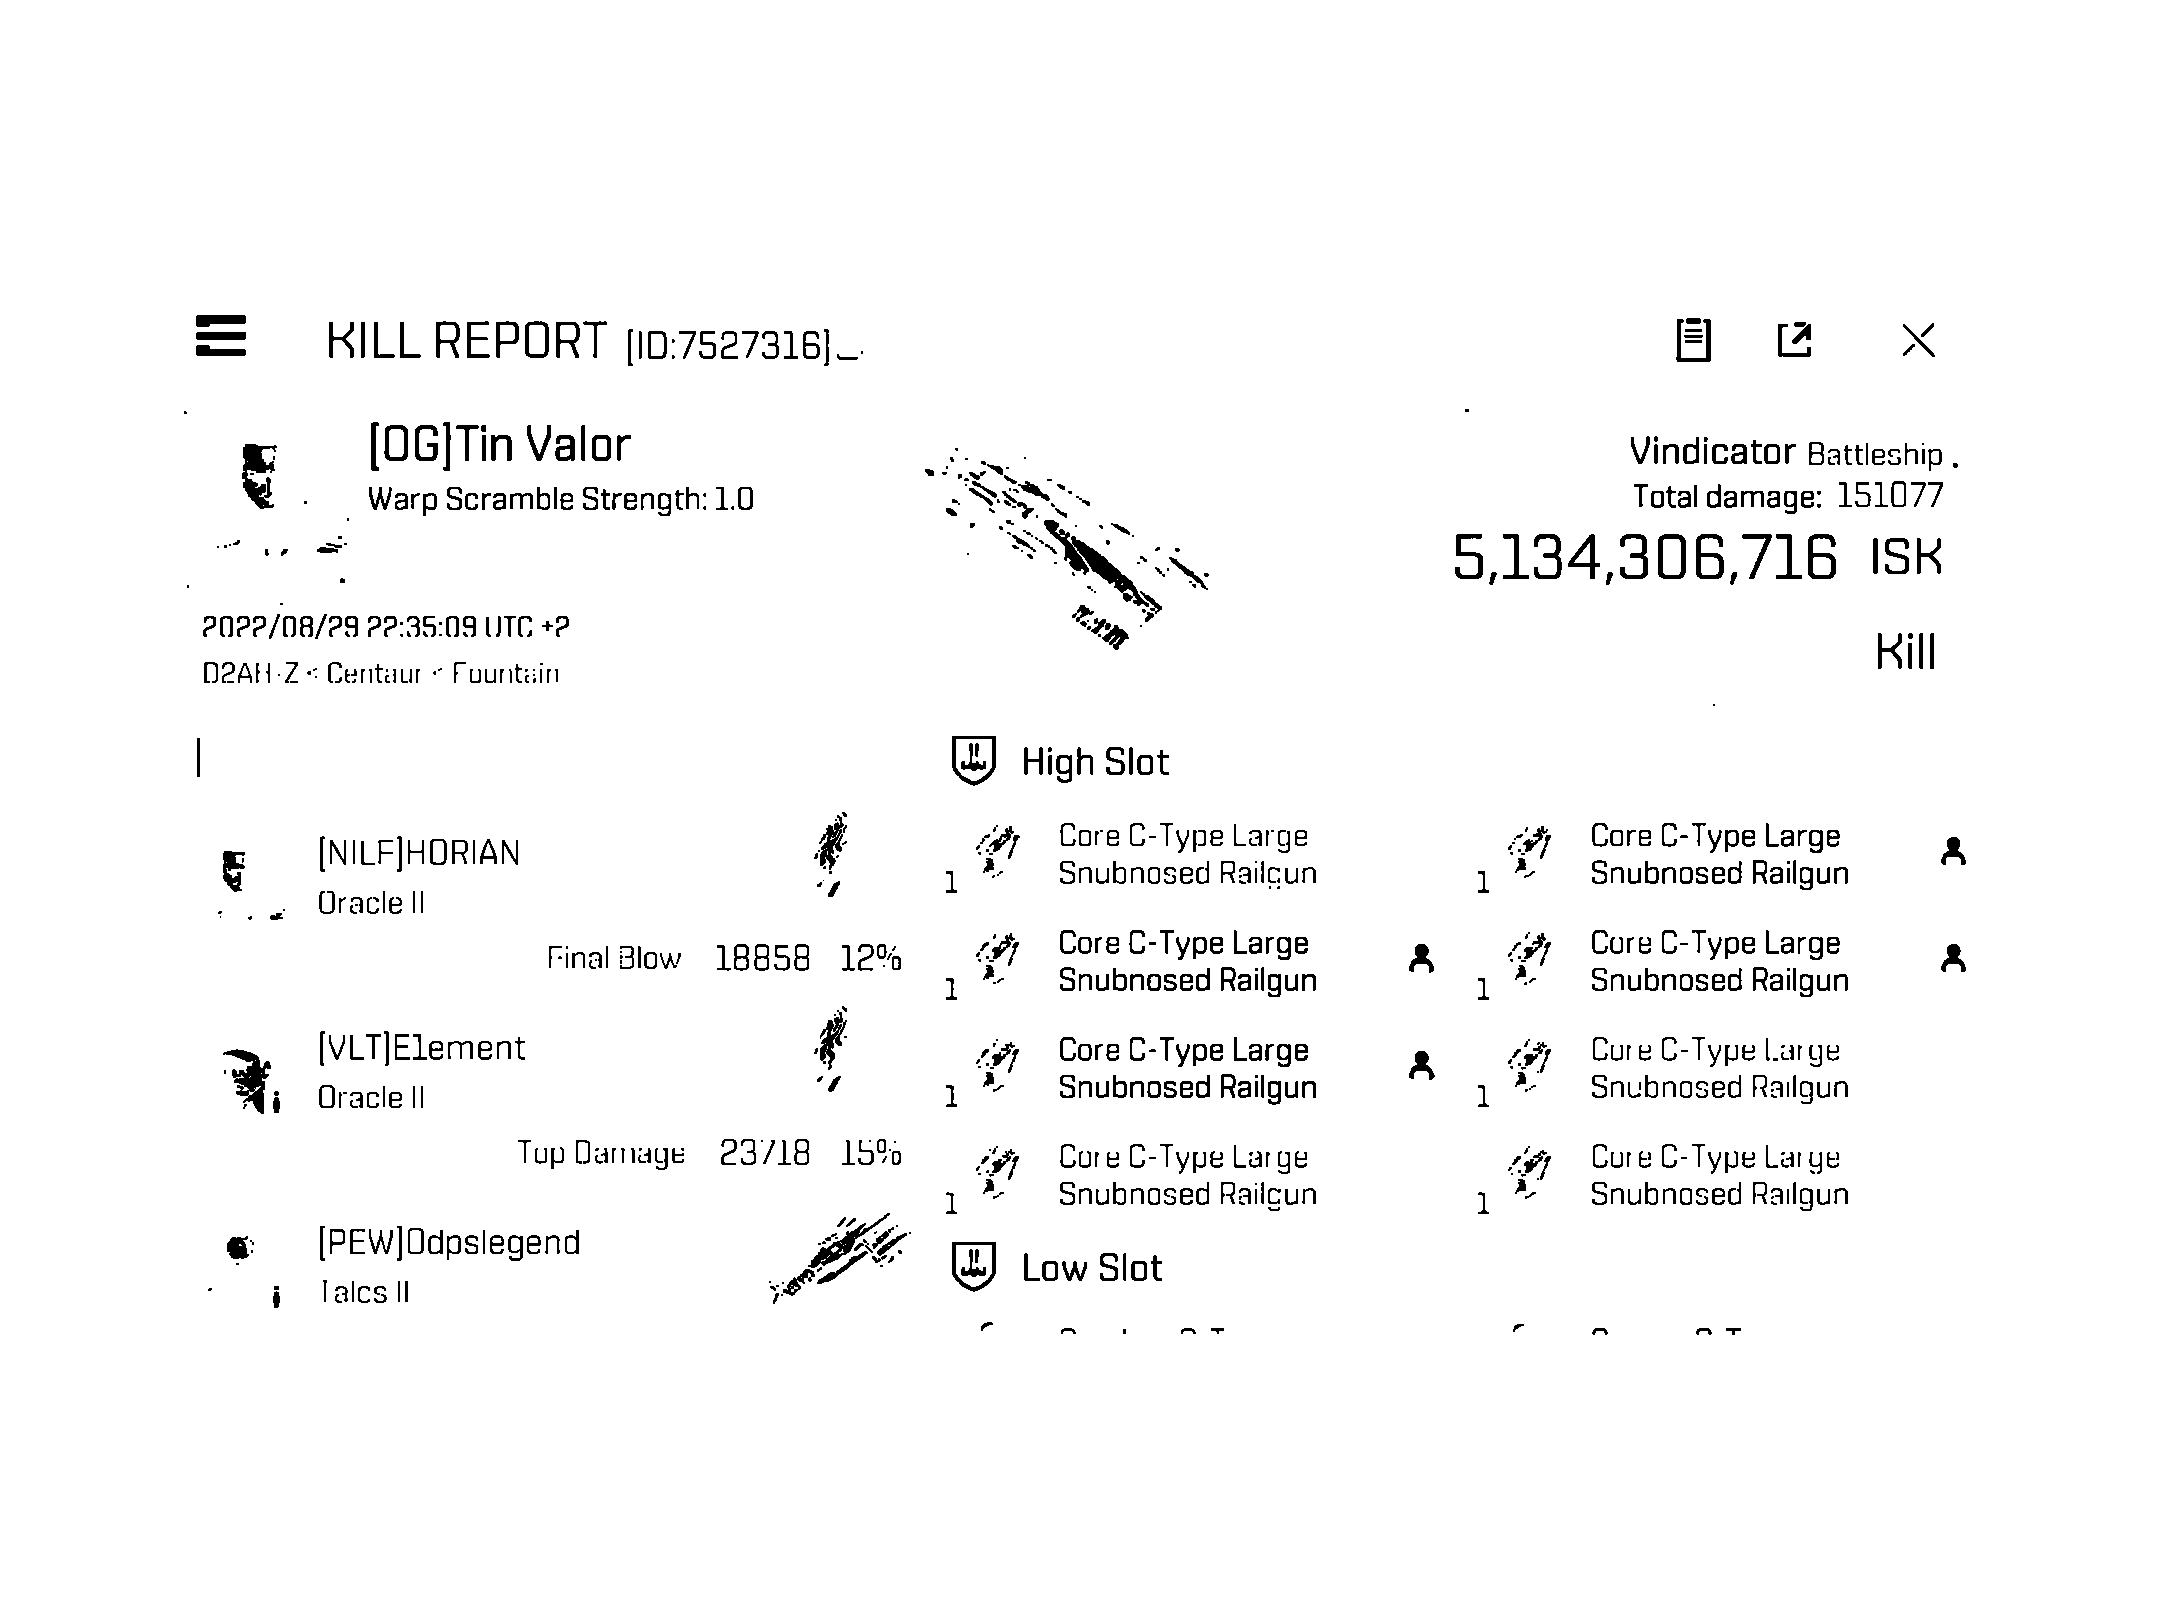 KILL REPORT [ID:7527316]
[OG]Tin Valor
Warp Scramble Strength: 1.0
Vindicator Battleship
Total damage: 151077
5,134,306,716 ISK
2022/08/29 22:35:09 UTC +2
Kill
D2AH-Z < Centaur < Fountain
[NILF]HORIAN
Oracle II
Final Blow 18858 12%
[VLT]E1ement
Oracle II
Top Damage 23718 15%
[PEW]Odpslegend
Talos II
High Slot
1 Core C-Type Large
Snubnosed Railgun
1 Core C-Type Large
Snubnosed Railgun
1 Core C-Type Large
Snubnosed Railgun
1 Core C-Type Large
Snubnosed Railgun
1 Core C-Type Large
Snubnosed Railgun
1 Core C-Type Large
Snubnosed Railgun
1 Core C-Type Large
Snubnosed Railgun
1 Core C-Type Large
Snubnosed Railgun
Low Slot